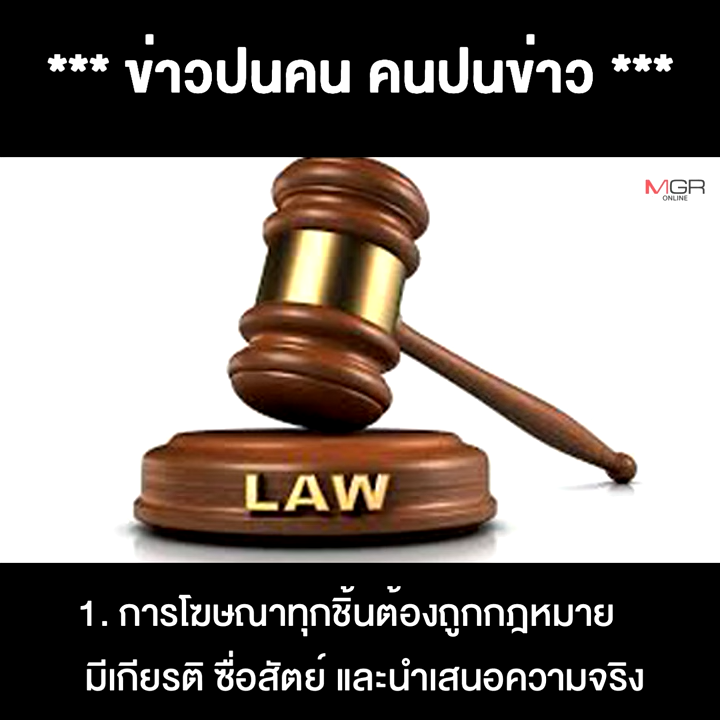 *** ข่าวปนคน คนปนข่าว ***
MGR
ONLINE
LAW
1. การโฆษณาทุกชิ้นต้องถูกกฎหมาย
มีเกียรติ ซื่อสัตย์ และนำเสนอความจริง